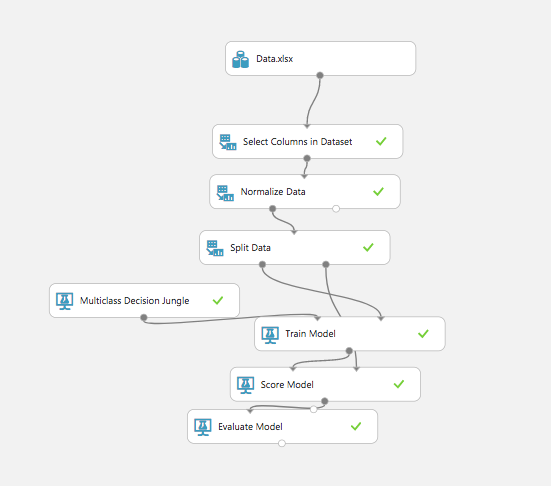 Data.xlsx
Select Columns in Dataset
Normalize Data
Split Data
Multiclass Decision Jungle
Train Model
Score Model
Evaluate Model